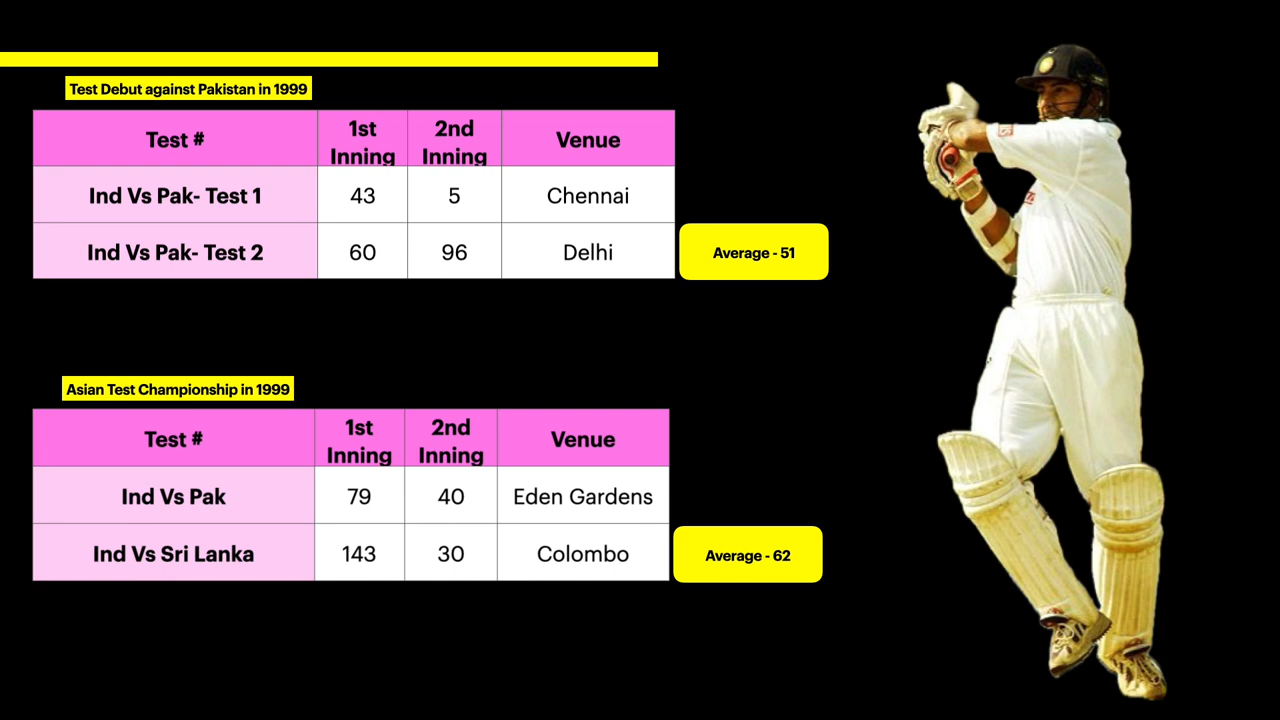 Test Debut against Pakistan in 1999
Test # 1st Inning 2nd Inning Venue
Ind Vs Pak- Test 1 43 5 Chennai
Ind Vs Pak- Test 2 60 96 Delhi
Average - 51
Asian Test Championship in 1999
Test # 1st Inning 2nd Inning Venue
Ind Vs Pak 79 40 Eden Gardens
Ind Vs Sri Lanka 143 30 Colombo
Average - 62